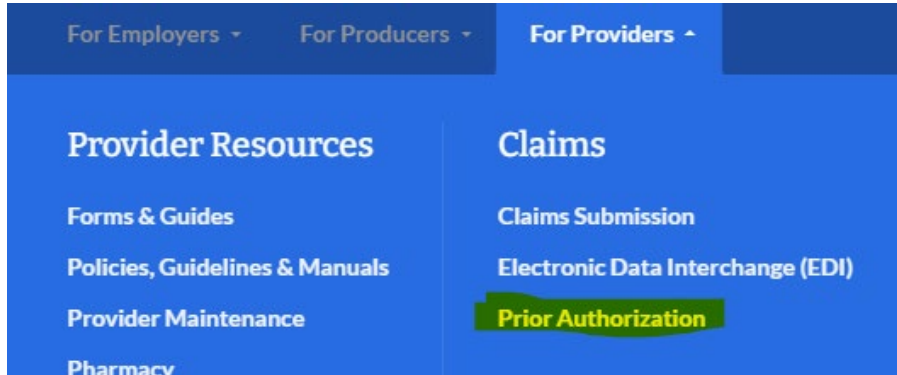 For Employers For Producers For Providers
Provider Resources
Forms & Guides
Policies, Guidelines & Manuals
Provider Maintenance
Pharmacy
Claims
Claims Submission
Electronic Data Interchange (EDI)
Prior Authorization